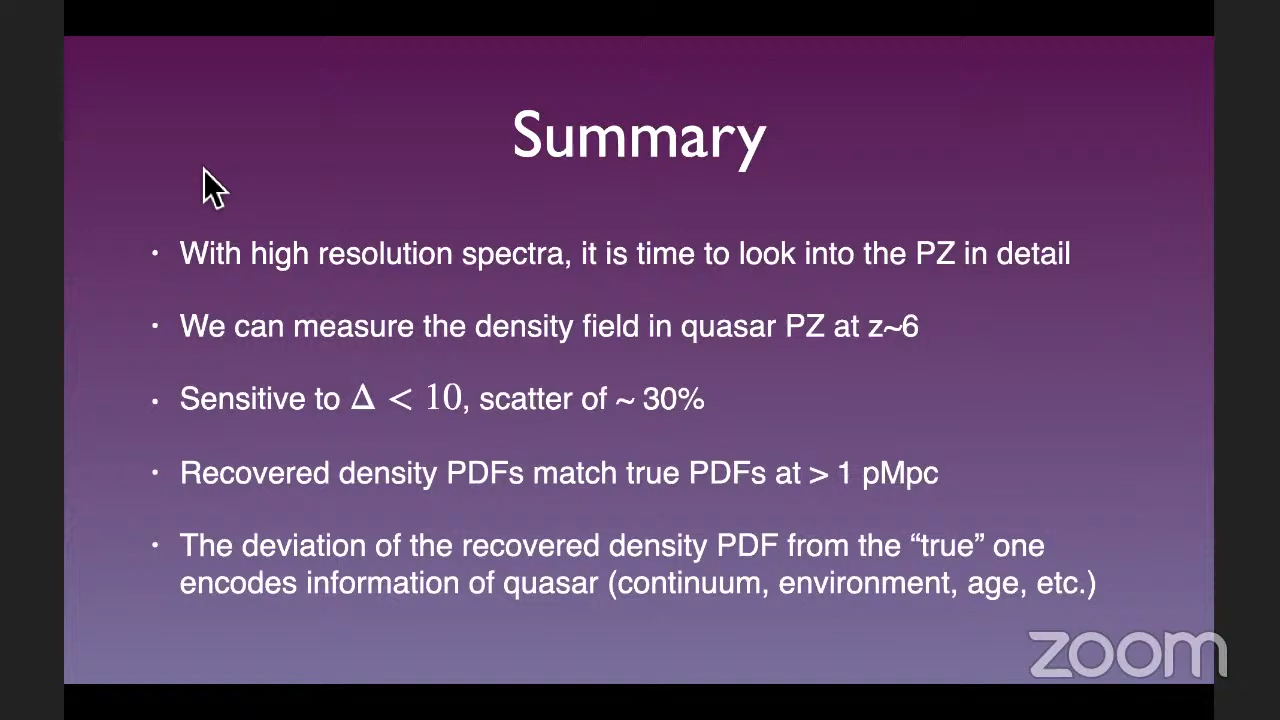 Summary
• With high resolution spectra, it is time to look into the PZ in detail
• We can measure the density field in quasar PZ at z~6
• Sensitive to Δ < 10, scatter of ~ 30%
• Recovered density PDFs match true PDFs at > 1 pMpc
• The deviation of the recovered density PDF from the “true” one
encodes information of quasar (continuum, environment, age, etc.)
zoom